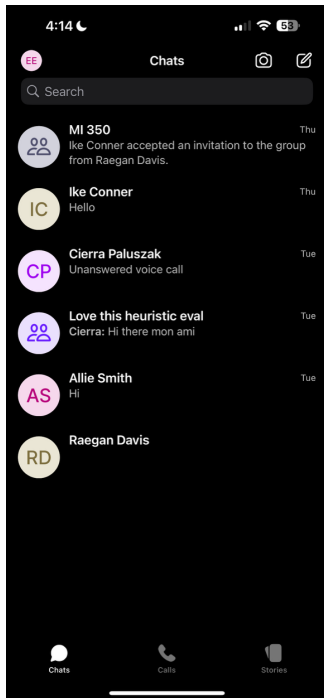 4:14
53
EE
Chats
Search
MI 350
Thu
Ike Conner accepted an invitation to the group
from Raegan Davis.
IC
Ike Conner
Thu
Hello
CP
Cierra Paluszak
Tue
Unanswered voice call
Love this heuristic eval
Tue
Cierra: Hi there mon ami
AS
Allie Smith
Tue
Hi
RD
Raegan Davis
Chats
Calls
Stories